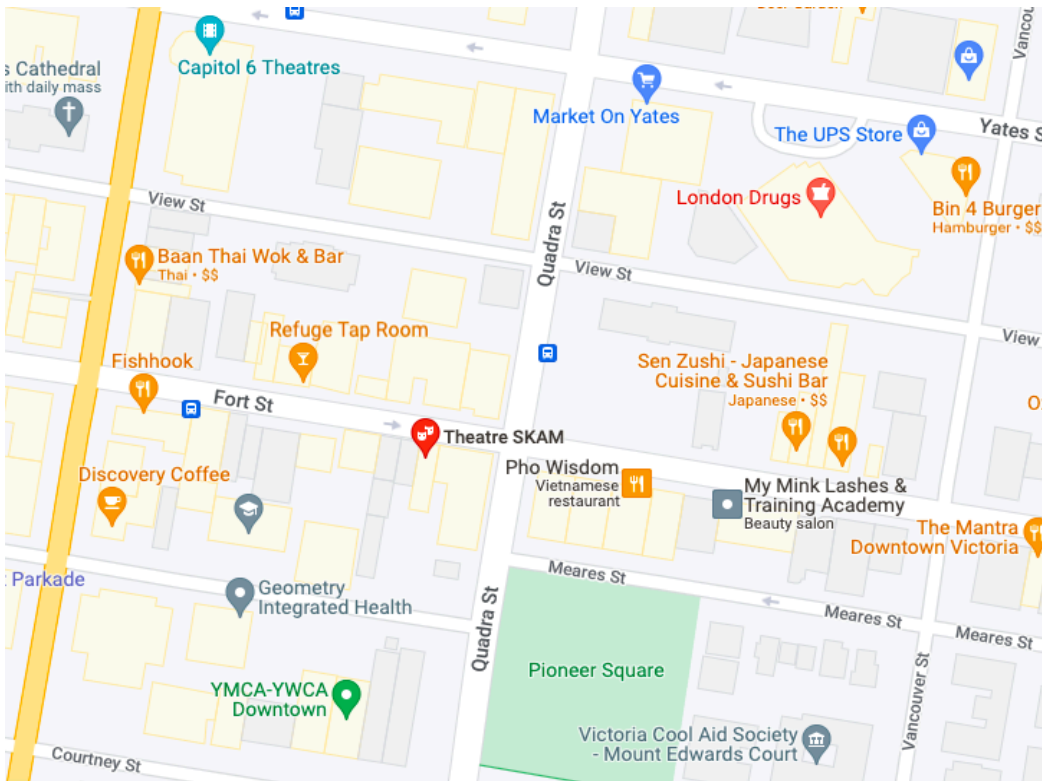 Capitol 6 Theatres
s Cathedral
ith daily mass
Market On Yates
The UPS Store
Yates S
Vancou
London Drugs
Bin 4 Burger
Hamburger • $$
View St
Quadra St
View St
View
Baan Thai Wok & Bar
Thai • $$
Refuge Tap Room
Fishhook
Fort St
Sen Zushi - Japanese
Cuisine & Sushi Bar
Japanese • $$
O
Theatre SKAM
Discovery Coffee
Pho Wisdom
Vietnamese
restaurant
My Mink Lashes &
Training Academy
Beauty salon
The Mantra
Downtown Victoria
Parkade
Geometry
Integrated Health
Meares St
Meares St
Meares St
Quadra St
Pioneer Square
Vancouver St
YMCA-YWCA
Downtown
Victoria Cool Aid Society
- Mount Edwards Court
Courtney St